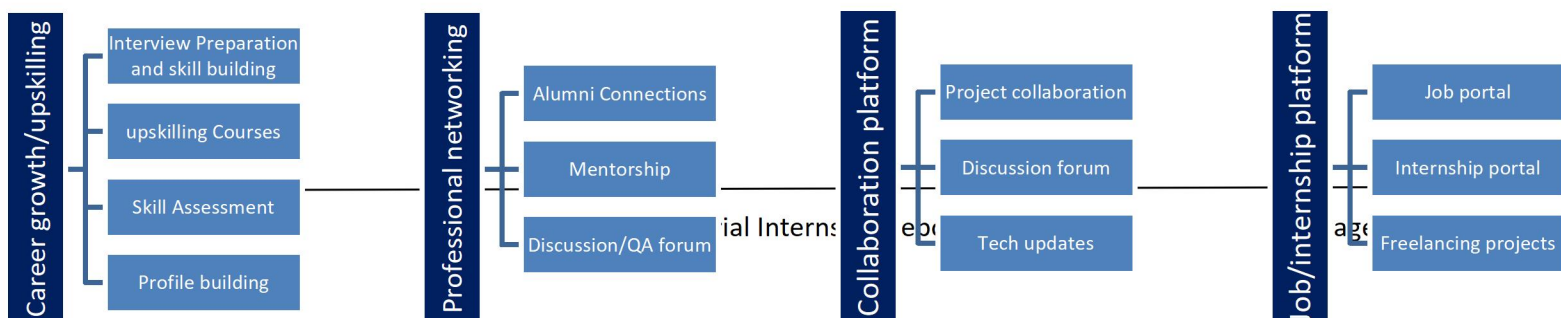 Career growth/upskilling
Interview Preparation
and skill building
upskilling Courses
Skill Assessment
Profile building
Professional networking
Alumni Connections
Mentorship
Discussion/QA forum
Collaboration platform
Project collaboration
Discussion forum
Tech updates
Job/internship platform
Job portal
Internship portal
Freelancing projects